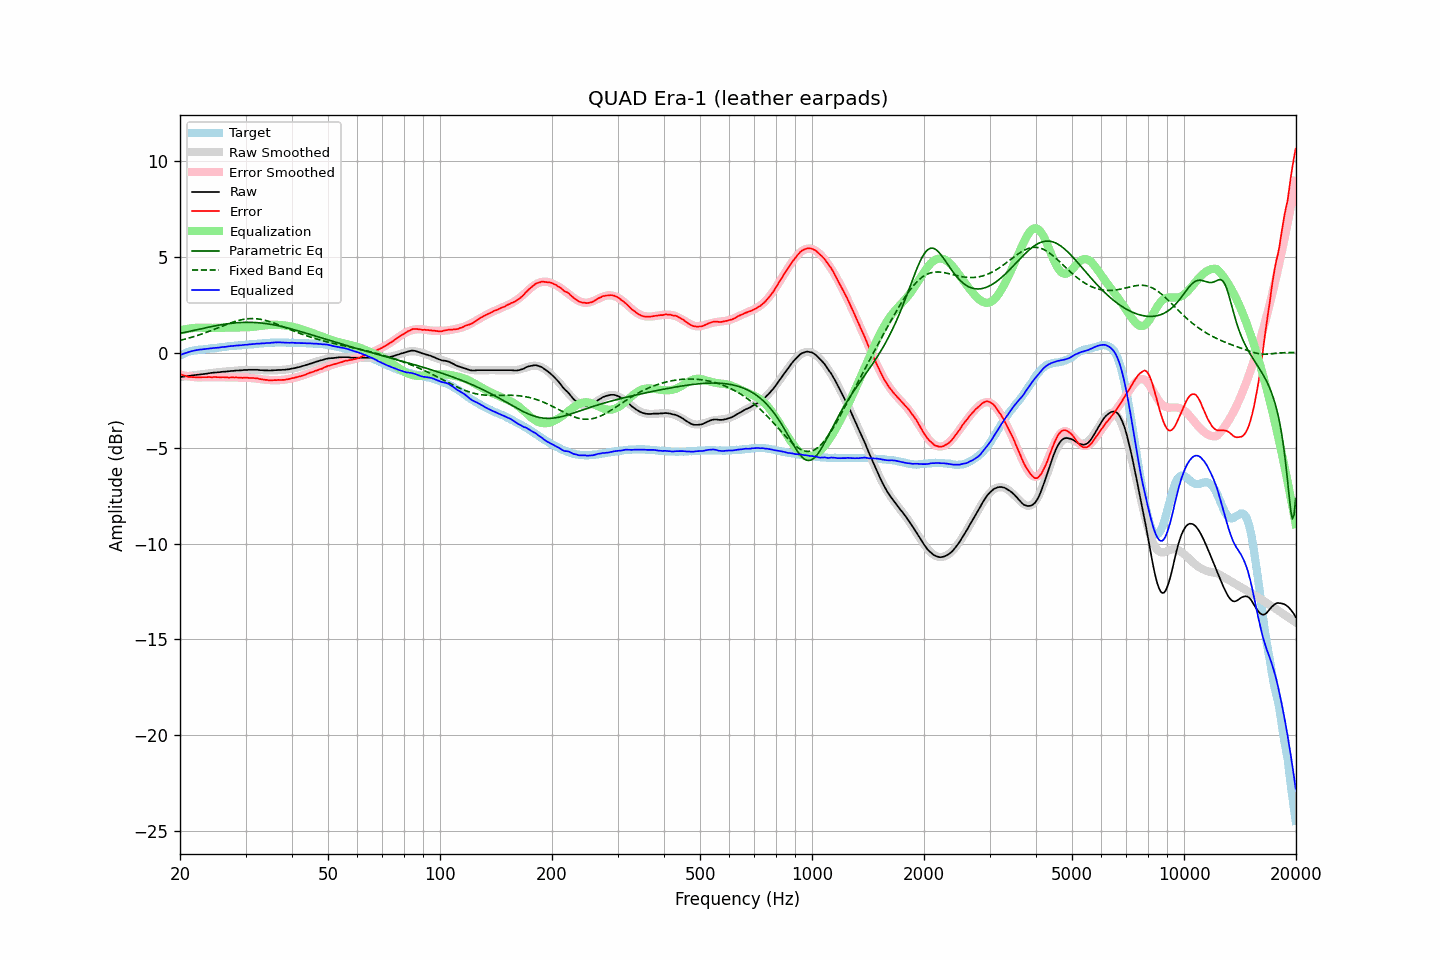 QUAD Era-1 (leather earpads)
Target
Raw Smoothed
Error Smoothed
Raw
Error
Equalization
Parametric Eq
Fixed Band Eq
Equalized
Amplitude (dBr)
10
5
0
−5
−10
−15
−20
−25
20
50
100
200
500
1000
2000
5000
10000
20000
Frequency (Hz)